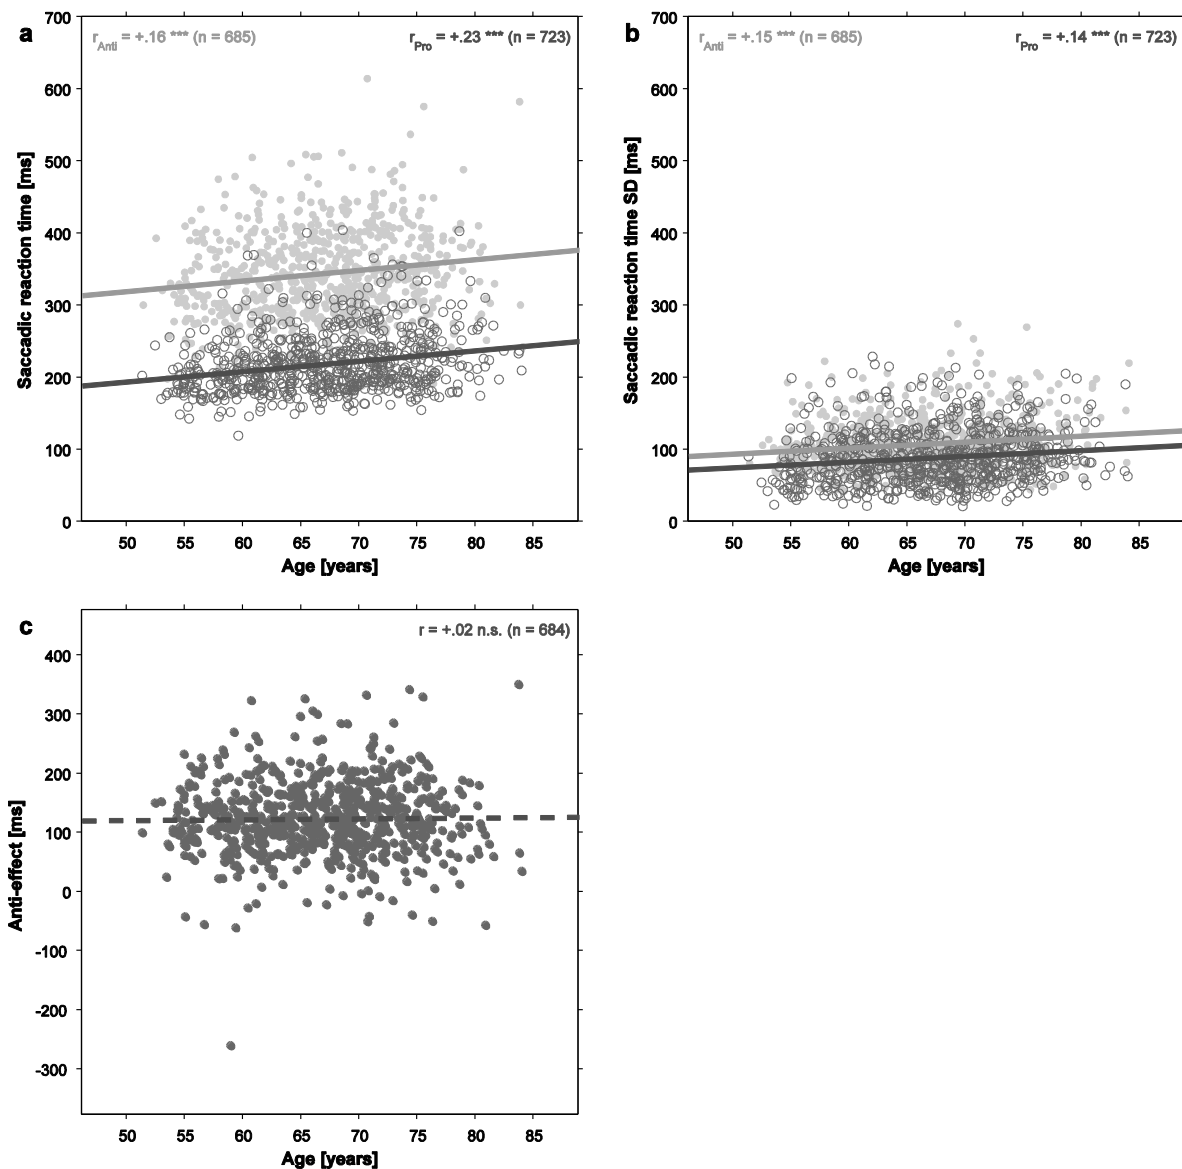 a
r_Anti = +.16 *** (n = 685)
r_Pro = +.23 *** (n = 723)
Saccadic reaction time [ms]
700
600
500
400
300
200
100
0
50 55 60 65 70 75 80 85
Age [years]
b
r_Anti = +.15 *** (n = 685)
r_Pro = +.14 *** (n = 723)
Saccadic reaction time SD [ms]
700
600
500
400
300
200
100
0
50 55 60 65 70 75 80 85
Age [years]
c
r = +.02 n.s. (n = 684)
Anti-effect [ms]
400
300
200
100
0
-100
-200
-300
50 55 60 65 70 75 80 85
Age [years]